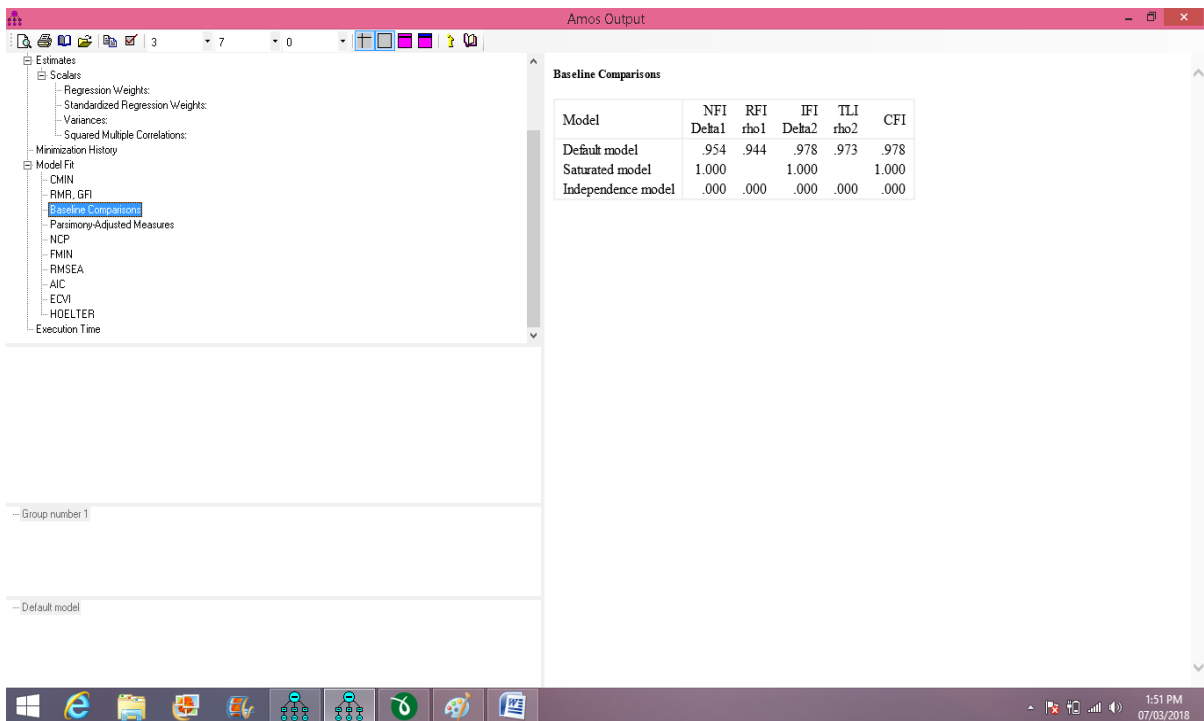 Amos Output
3 7 0
Estimates
Scalars
Regression Weights:
Standardized Regression Weights:
Variances:
Squared Multiple Correlations:
Minimization History
Model Fit
CMIN
RMR, GFI
Baseline Comparisons
Parsimony-Adjusted Measures
NCP
FMIN
RMSEA
AIC
ECVI
HOELTER
Execution Time
Group number 1
Default model
Baseline Comparisons
Model NFI Delta1 RFI rho1 IFI Delta2 TLI rho2 CFI
Default model .954 .944 .978 .973 .978
Saturated model 1.000 1.000 1.000
Independence model .000 .000 .000 .000 .000
1:51 PM
07/03/2018